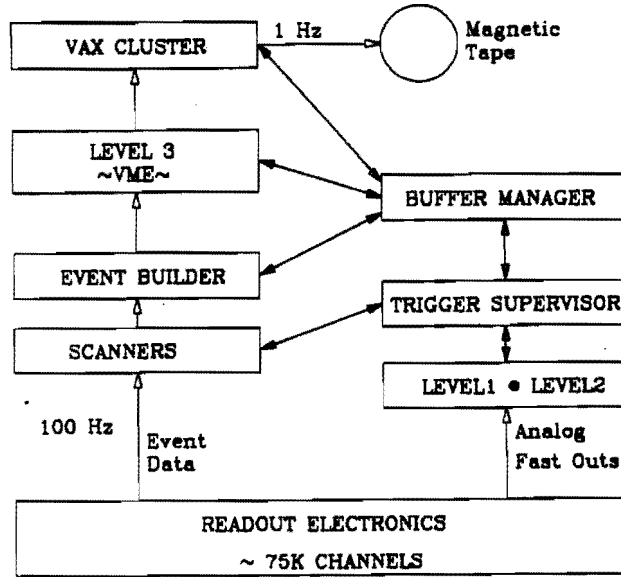 VAX CLUSTER
1 Hz
Magnetic
Tape
LEVEL 3
~VME~
BUFFER MANAGER
EVENT BUILDER
TRIGGER SUPERVISOR
SCANNERS
LEVEL1 • LEVEL2
100 Hz
Event
Data
Analog
Fast Outs
READOUT ELECTRONICS
~ 75K CHANNELS